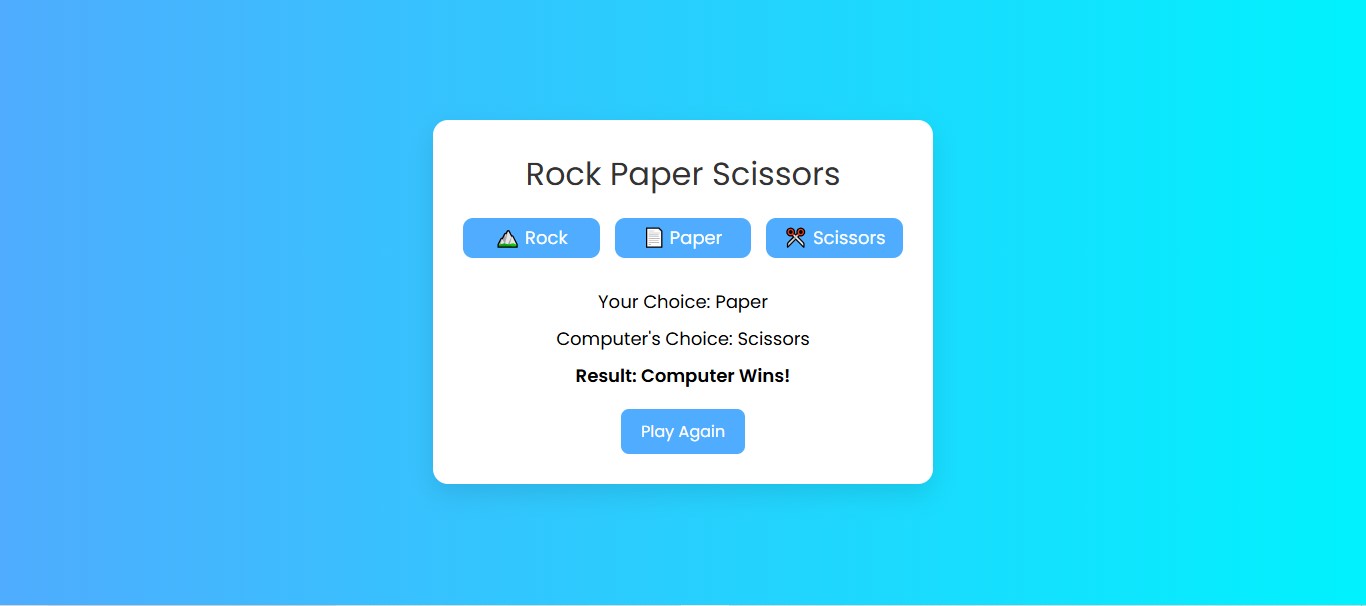 Rock Paper Scissors
Rock Paper Scissors
Your Choice: Paper
Computer's Choice: Scissors
Result: Computer Wins!
Play Again